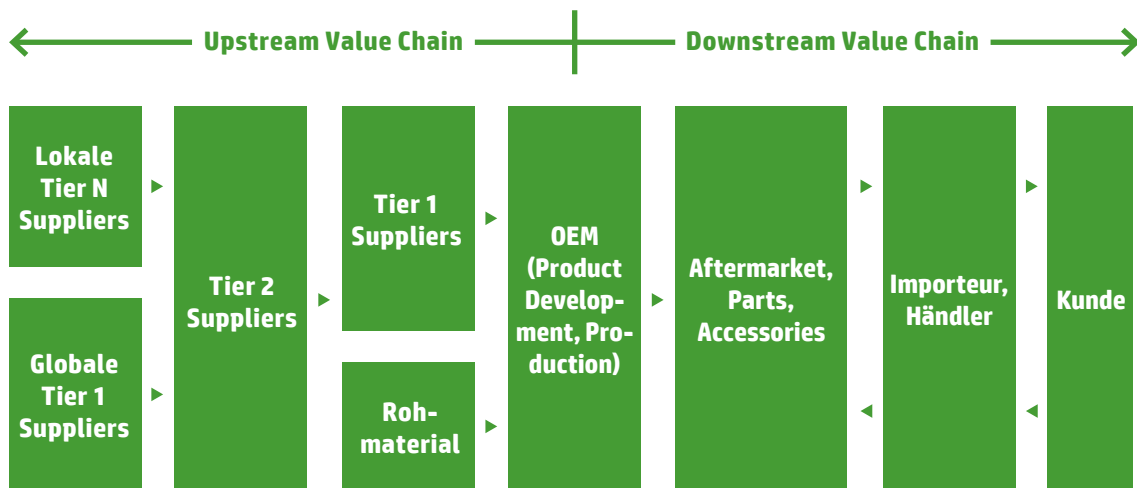 Upstream Value Chain
Downstream Value Chain
Lokale
Tier N
Suppliers
Globale
Tier 1
Suppliers
Tier 2
Suppliers
Tier 1
Suppliers
Roh-
material
OEM
(Product
Develop-
ment, Pro-
duction)
Aftermarket,
Parts,
Accessories
Importeur,
Händler
Kunde